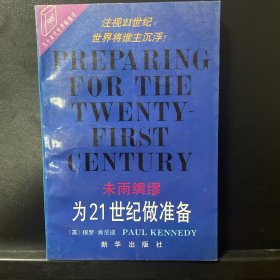 注视21世纪：
世界将谁主沉浮？
PREPARING
FOR THE
TWENTY-
FIRST
CENTURY
未雨绸缪
为21世纪做准备
〔英〕保罗·肯尼迪 PAUL KENNEDY
新华出版社